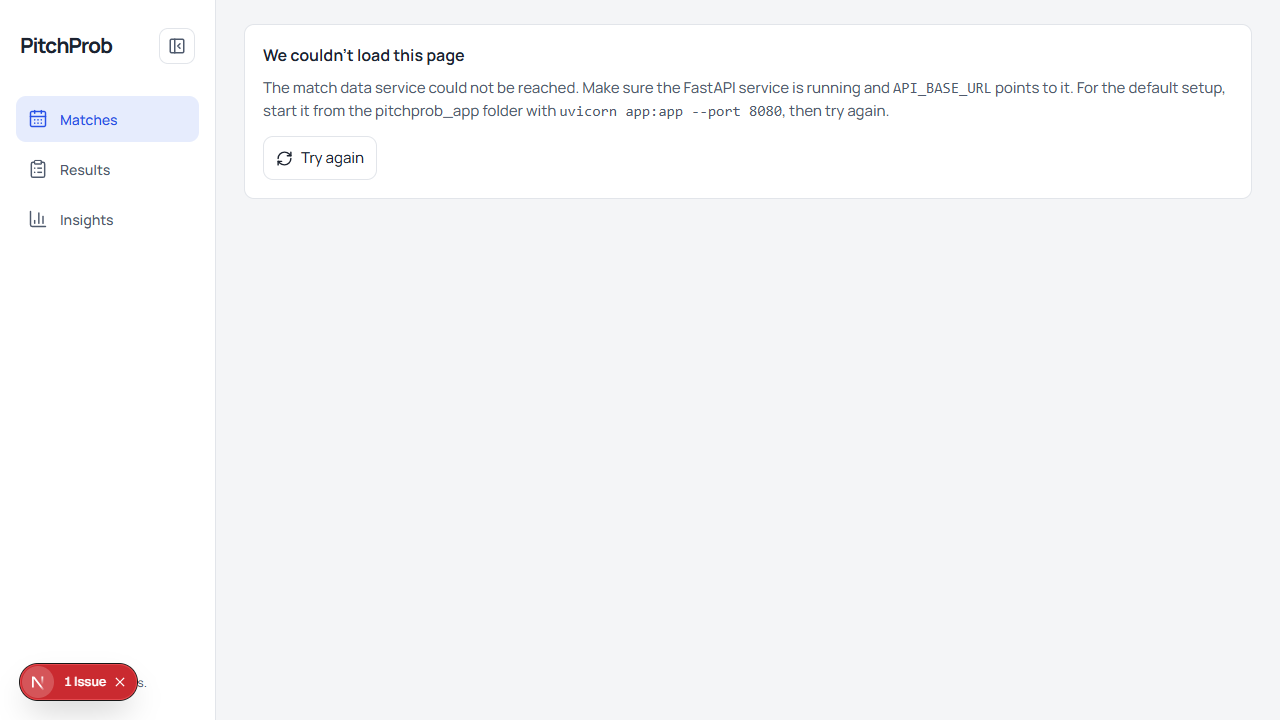 PitchProb
Matches
Results
Insights
We couldn't load this page
The match data service could not be reached. Make sure the FastAPI service is running and API_BASE_URL points to it. For the default setup,
start it from the pitchprob_app folder with uvicorn app:app --port 8080, then try again.
Try again
N 1 Issue
s.